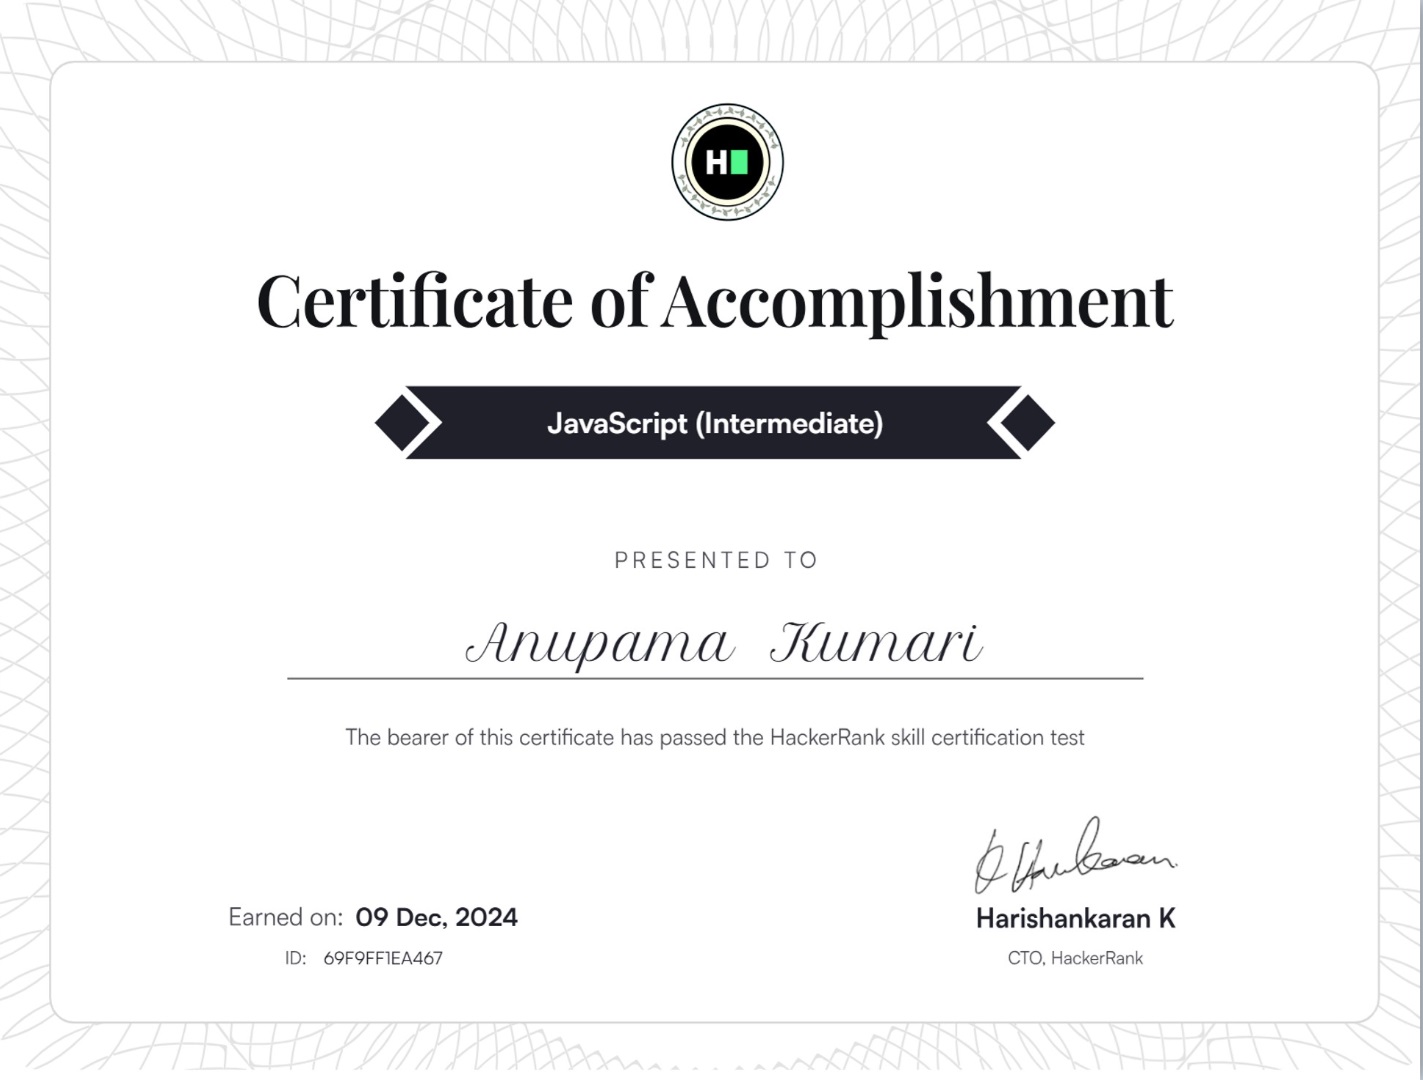 H
Certificate of Accomplishment
JavaScript (Intermediate)
PRESENTED TO
Anupama Kumari
The bearer of this certificate has passed the HackerRank skill certification test
Earned on: 09 Dec, 2024
ID: 69F9FF1EA467
Harishankaran K
CTO, HackerRank